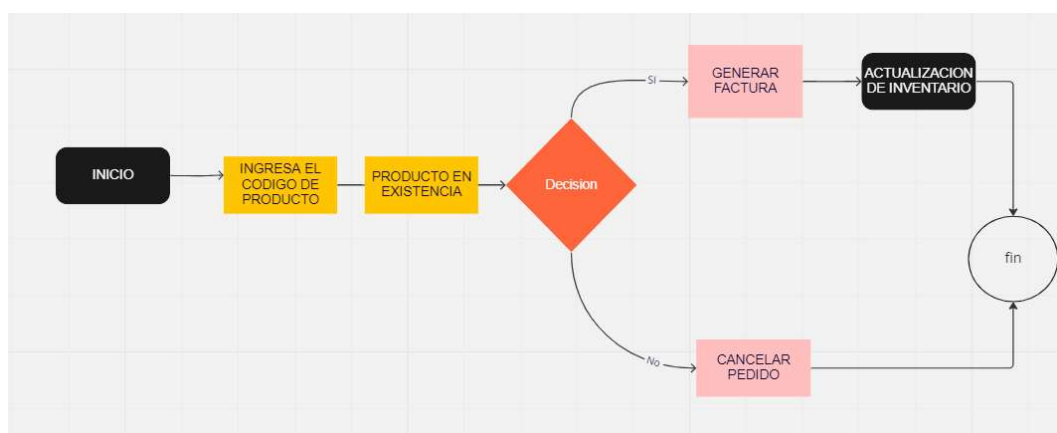 INICIO
INGRESA EL
CODIGO DE
PRODUCTO
PRODUCTO EN
EXISTENCIA
Decision
SI
GENERAR
FACTURA
ACTUALIZACION
DE INVENTARIO
No
CANCELAR
PEDIDO
fin